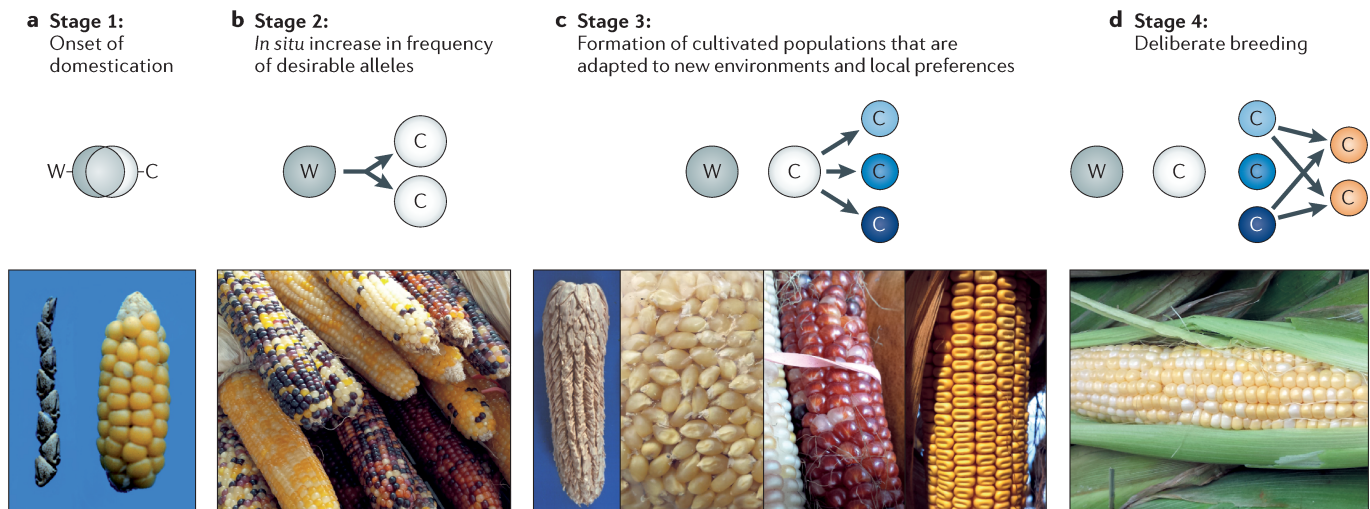 a Stage 1:
Onset of
domestication
W
C
b Stage 2:
In situ increase in frequency
of desirable alleles
W
C
C
c Stage 3:
Formation of cultivated populations that are
adapted to new environments and local preferences
W
C
C
C
C
d Stage 4:
Deliberate breeding
W
C
C
C
C
C
C